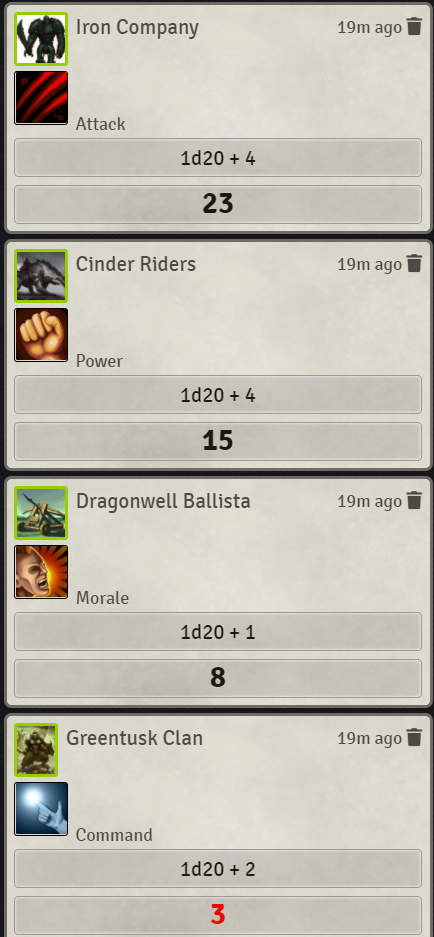 Iron Company 19m ago
Attack
1d20 + 4
23
Cinder Riders 19m ago
Power
1d20 + 4
15
Dragonwell Ballista 19m ago
Morale
1d20 + 1
8
Greentusk Clan 19m ago
Command
1d20 + 2
3